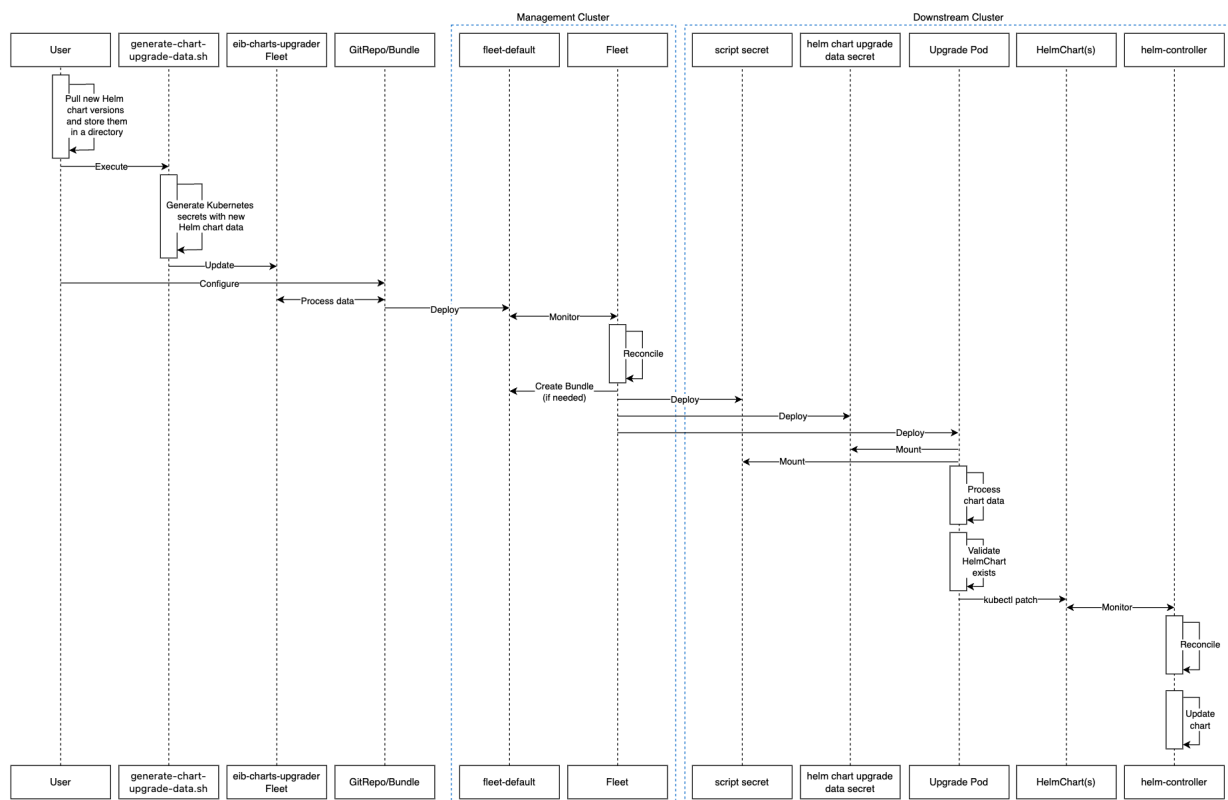 Management Cluster
Downstream Cluster
User
generate-chart-
upgrade-data.sh
eib-charts-upgrader
Fleet
GitRepo/Bundle
fleet-default
Fleet
script secret
helm chart upgrade
data secret
Upgrade Pod
HelmChart(s)
helm-controller
Pull new Helm
chart versions
and store them
in a directory
Execute
Generate Kubernetes
secrets with new
Helm chart data
Update
Configure
Process data
Deploy
Monitor
Reconcile
Create Bundle
(if needed)
Deploy
Deploy
Deploy
Mount
Mount
Process
chart data
Validate
HelmChart
exists
kubectl patch
Monitor
Reconcile
Update
chart
User
generate-chart-
upgrade-data.sh
eib-charts-upgrader
Fleet
GitRepo/Bundle
fleet-default
Fleet
script secret
helm chart upgrade
data secret
Upgrade Pod
HelmChart(s)
helm-controller